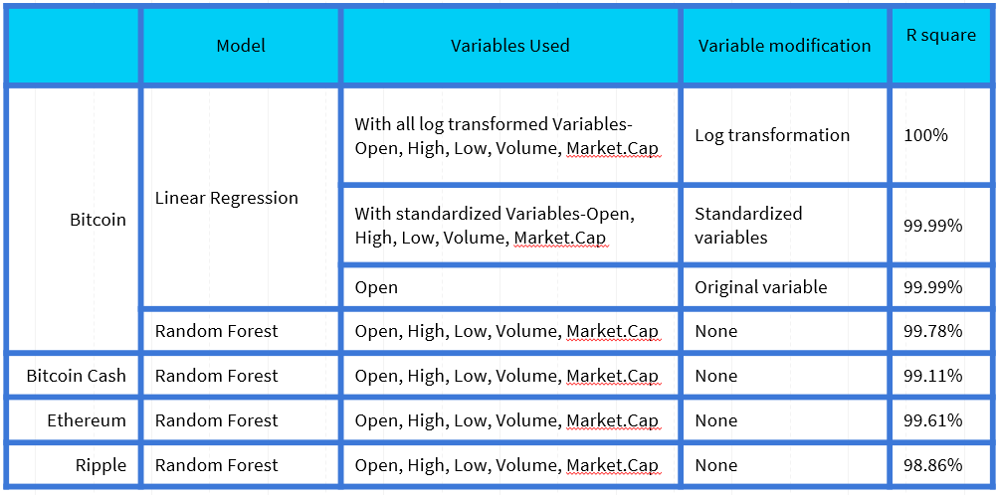 Model
Variables Used
Variable modification
R square
Bitcoin
Linear Regression
With all log transformed Variables-
Open, High, Low, Volume, Market.Cap
Log transformation
100%
With standardized Variables-Open,
High, Low, Volume, Market.Cap
Standardized
variables
99.99%
Open
Original variable
99.99%
Random Forest
Open, High, Low, Volume, Market.Cap
None
99.78%
Bitcoin Cash
Random Forest
Open, High, Low, Volume, Market.Cap
None
99.11%
Ethereum
Random Forest
Open, High, Low, Volume, Market.Cap
None
99.61%
Ripple
Random Forest
Open, High, Low, Volume, Market.Cap
None
98.86%